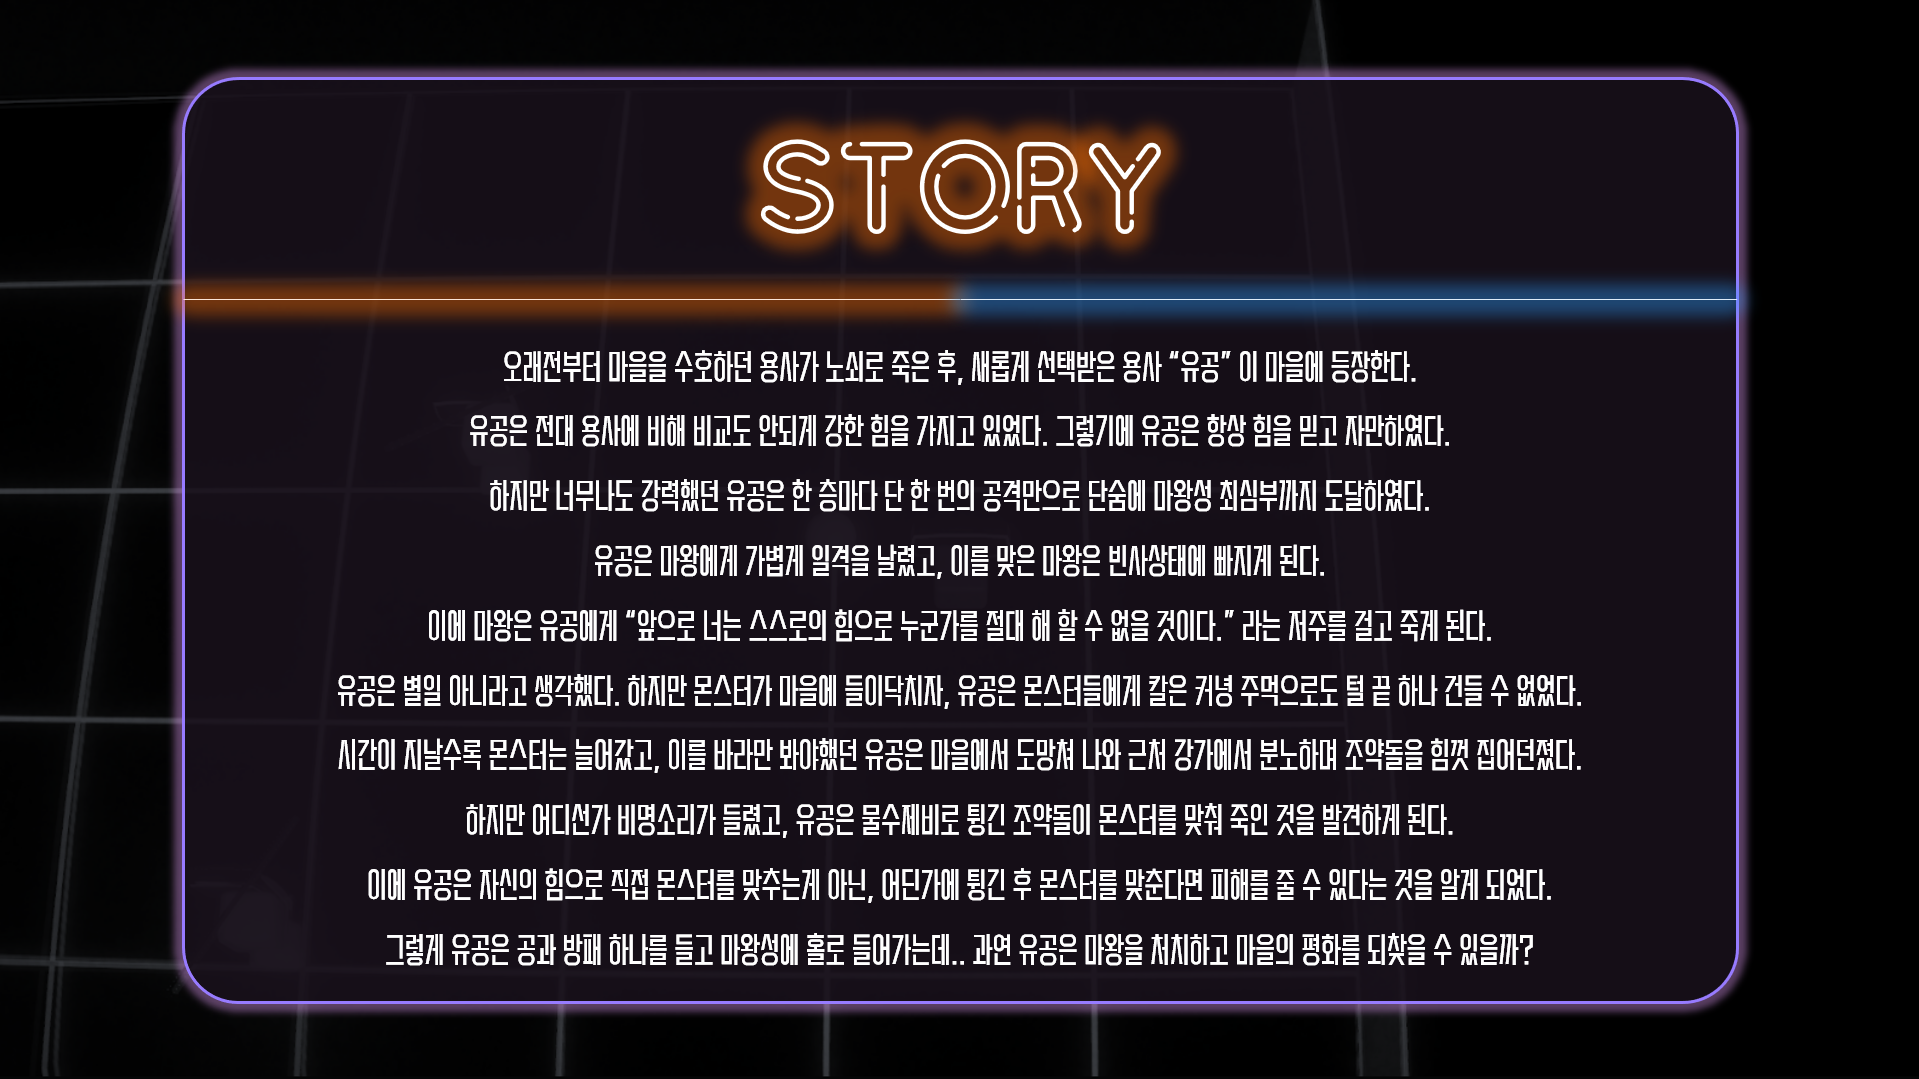 STORY
오래전부터 마을을 수호하던 용사가 노쇠로 죽은 후, 새롭게 선택받은 용사 “유공” 이 마을에 등장한다.
유공은 전대 용사에 비해 비교도 안되게 강한 힘을 가지고 있었다. 그렇기에 유공은 항상 힘을 믿고 자만하였다.
하지만 너무나도 강력했던 유공은 한 층마다 단 한 번의 공격만으로 단숨에 마왕성 최심부까지 도달하였다.
유공은 마왕에게 가볍게 일격을 날렸고, 이를 맞은 마왕은 빈사상태에 빠지게 된다.
이에 마왕은 유공에게 “앞으로 너는 스스로의 힘으로 누군가를 절대 해 할 수 없을 것이다.” 라는 저주를 걸고 죽게 된다.
유공은 별일 아니라고 생각했다. 하지만 몬스터가 마을에 들이닥치자, 유공은 몬스터들에게 칼은 커녕 주먹으로도 털 끝 하나 건들 수 없었다.
시간이 지날수록 몬스터는 늘어갔고, 이를 바라만 봐야했던 유공은 마을에서 도망쳐 나와 근처 강가에서 분노하며 조약돌을 힘껏 집어던졌다.
하지만 어디선가 비명소리가 들렸고, 유공은 물수제비로 튕긴 조약돌이 몬스터를 맞춰 죽인 것을 발견하게 된다.
이에 유공은 자신의 힘으로 직접 몬스터를 맞추는게 아닌, 어딘가에 튕긴 후 몬스터를 맞춘다면 피해를 줄 수 있다는 것을 알게 되었다.
그렇게 유공은 공과 방패 하나를 들고 마왕성에 홀로 들어가는데.. 과연 유공은 마왕을 처치하고 마을의 평화를 되찾을 수 있을까?